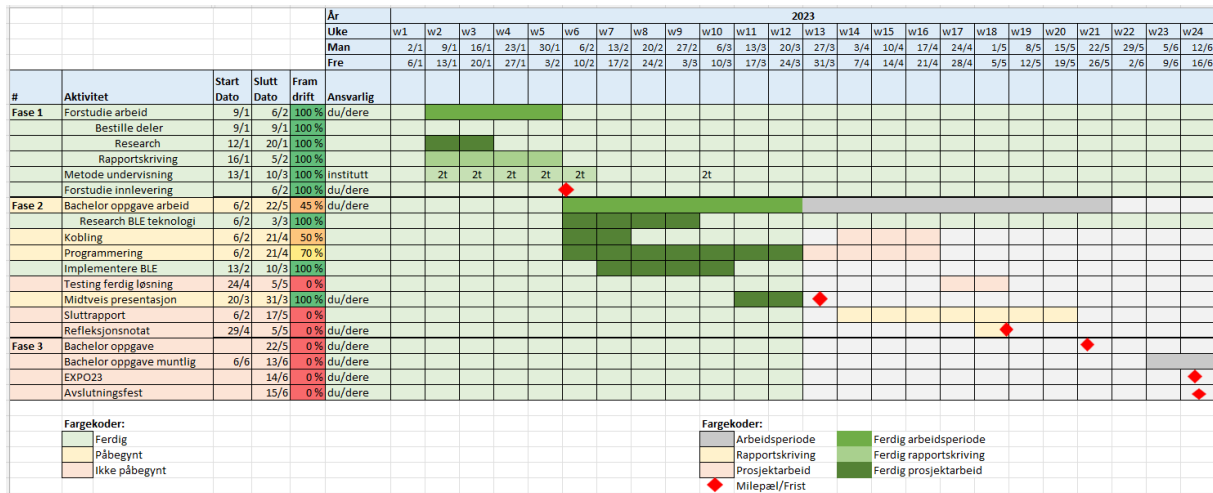 År 2023
Uke w1 w2 w3 w4 w5 w6 w7 w8 w9 w10 w11 w12 w13 w14 w15 w16 w17 w18 w19 w20 w21 w22 w23 w24
Man 2/1 9/1 16/1 23/1 30/1 6/2 13/2 20/2 27/2 6/3 13/3 20/3 27/3 3/4 10/4 17/4 24/4 1/5 8/5 15/5 22/5 29/5 5/6 12/6
Fre 6/1 13/1 20/1 27/1 3/2 10/2 17/2 24/2 3/3 10/3 17/3 24/3 31/3 7/4 14/4 21/4 28/4 5/5 12/5 19/5 26/5 2/6 9/6 16/6
Start Slutt Fram
# Aktivitet Dato Dato drift Ansvarlig
Fase 1 Forstudie arbeid 9/1 6/2 100 % du/dere
Bestille deler 9/1 9/1 100 %
Research 12/1 20/1 100 %
Rapportskriving 16/1 5/2 100 %
Metode undervisning 13/1 10/3 100 % institutt 2t 2t 2t 2t 2t 2t
Forstudie innlevering 6/2 100 % du/dere
Fase 2 Bachelor oppgave arbeid 6/2 22/5 45 % du/dere
Research BLE teknologi 6/2 3/3 100 %
Kobling 6/2 21/4 50 %
Programmering 6/2 21/4 70 %
Implementere BLE 13/2 10/3 100 %
Testing ferdig løsning 24/4 5/5 0 %
Midtveis presentasjon 20/3 31/3 100 % du/dere
Sluttrapport 6/2 17/5 0 %
Refleksjonsnotat 29/4 5/5 0 % du/dere
Fase 3 Bachelor oppgave 22/5 0 % du/dere
Bachelor oppgave muntlig 6/6 13/6 0 % du/dere
EXPO23 14/6 0 % du/dere
Avslutningsfest 15/6 0 % du/dere
Fargekoder:
Ferdig
Påbegynt
Ikke påbegynt
Fargekoder:
Arbeidsperiode Ferdig arbeidsperiode
Rapportskriving Ferdig rapportskriving
Prosjektarbeid Ferdig prosjektarbeid
Milepæl/Frist